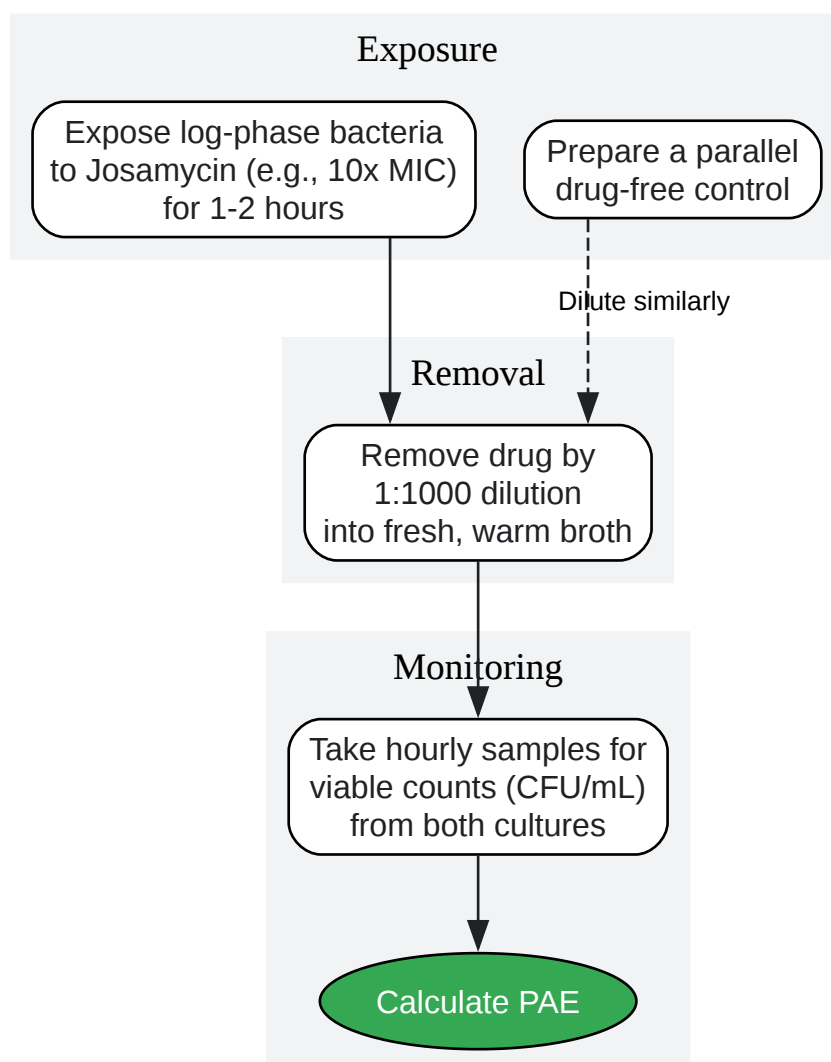 Exposure
Expose log-phase bacteria
to Josamycin (e.g., 10x MIC)
for 1-2 hours
Prepare a parallel
drug-free control
Dilute similarly
Removal
Remove drug by
1:1000 dilution
into fresh, warm broth
Monitoring
Take hourly samples for
viable counts (CFU/mL)
from both cultures
Calculate PAE